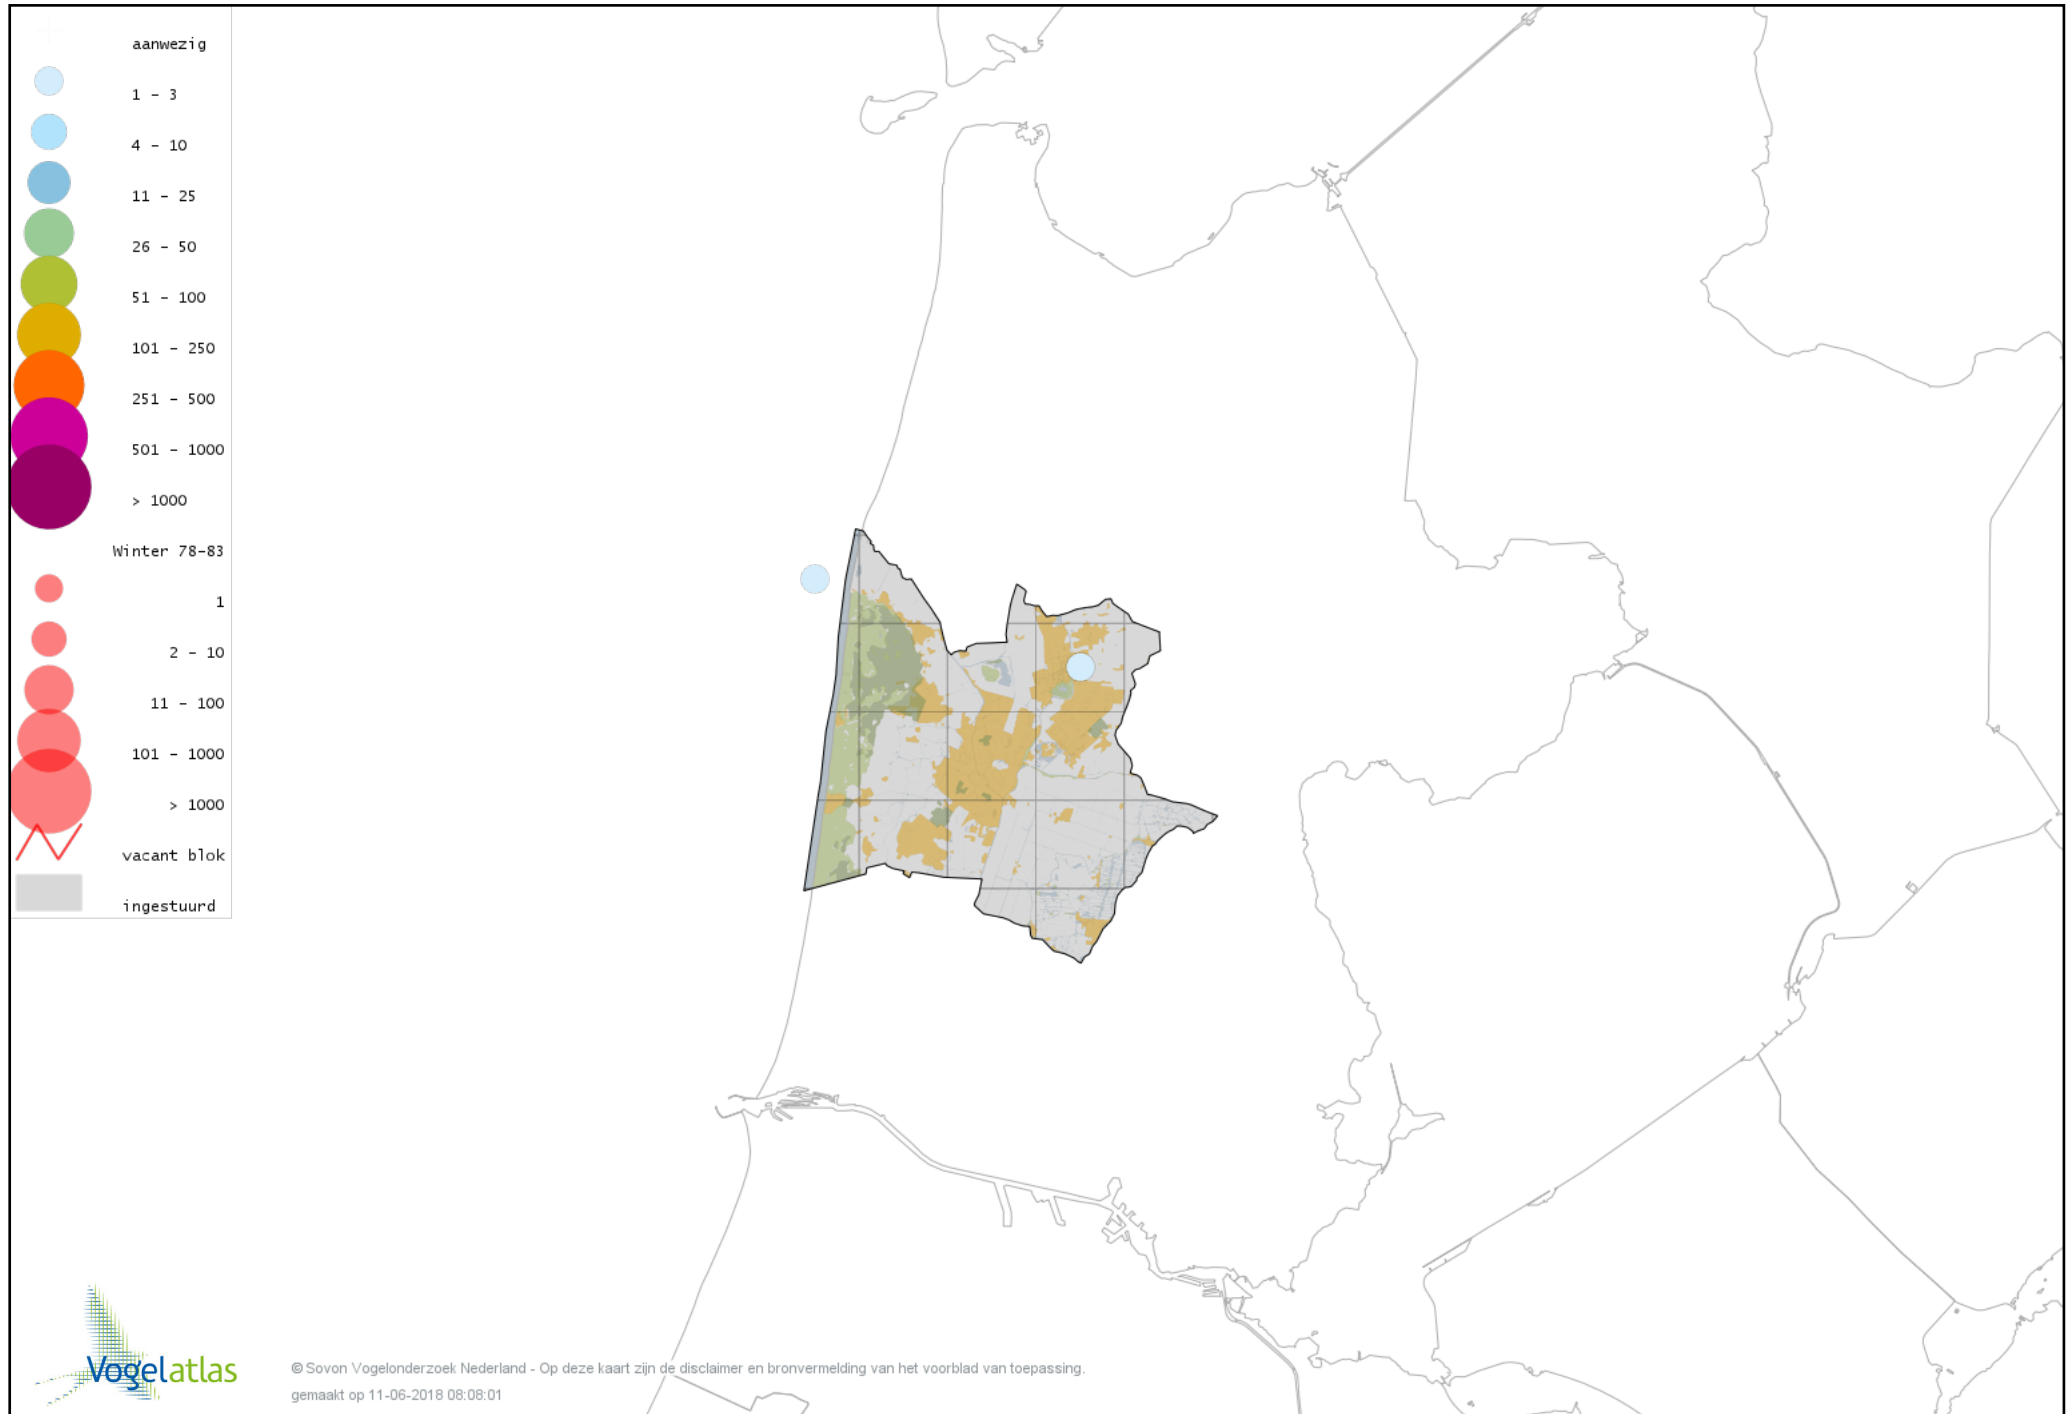 aanwezig
1 - 3
4 - 10
11 - 25
26 - 50
51 - 100
101 - 250
251 - 500
501 - 1000
> 1000
Winter 78-83
1
2 - 10
11 - 100
101 - 1000
> 1000
vacant blok
ingestuurd
Vogelatlas
© Sovon Vogelonderzoek Nederland - Op deze kaart zijn de disclaimer en bronvermelding van het voorblad van toepassing.
gemaakt op 11-06-2018 08:08:01